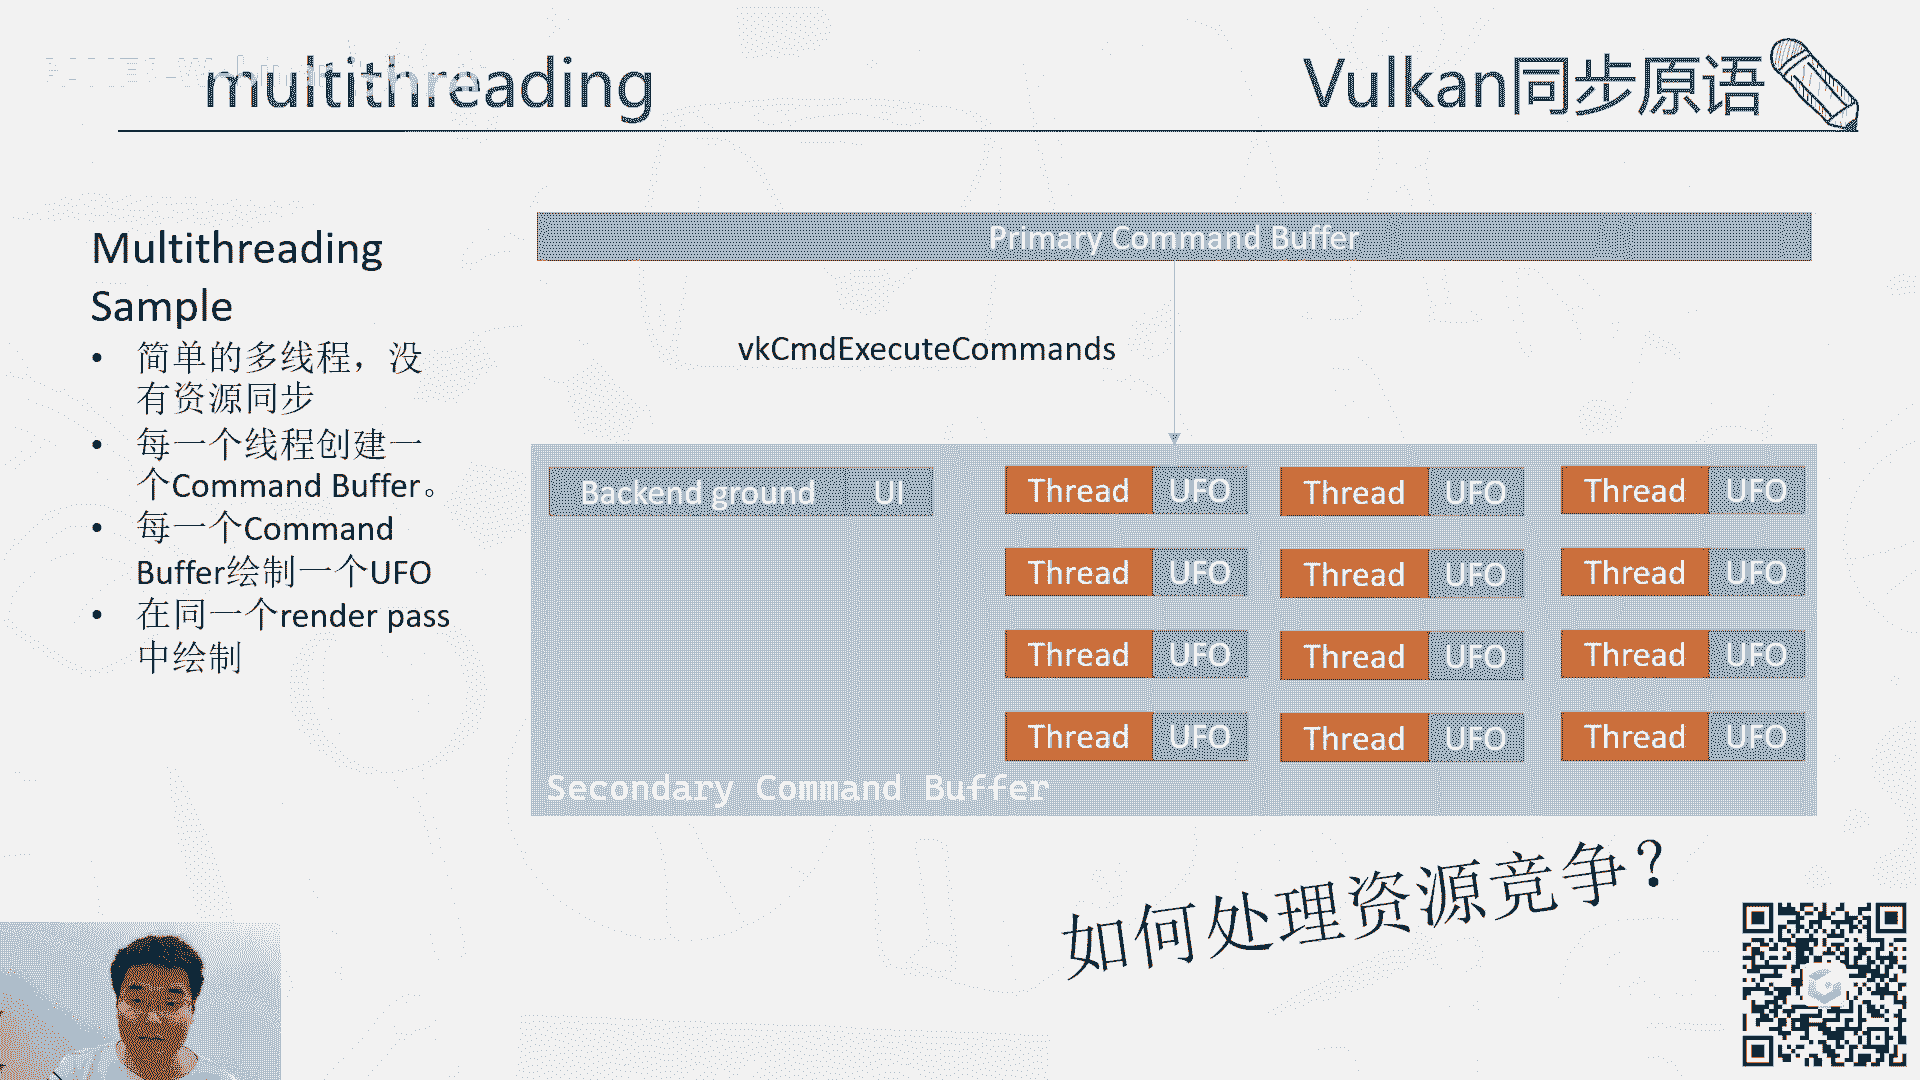 multithreading
Vulkan同步原语
Multithreading
Sample
• 简单的多线程，没
有资源同步
• 每一个线程创建一
个Command Buffer。
• 每一个Command
Buffer绘制一个UFO
• 在同一个render pass
中绘制
Primary Command Buffer
vkCmdExecuteCommands
Backend ground UI
Thread UFO Thread UFO Thread UFO
Thread UFO Thread UFO Thread UFO
Thread UFO Thread UFO Thread UFO
Thread UFO Thread UFO Thread UFO
Secondary Command Buffer
如何处理资源竞争？